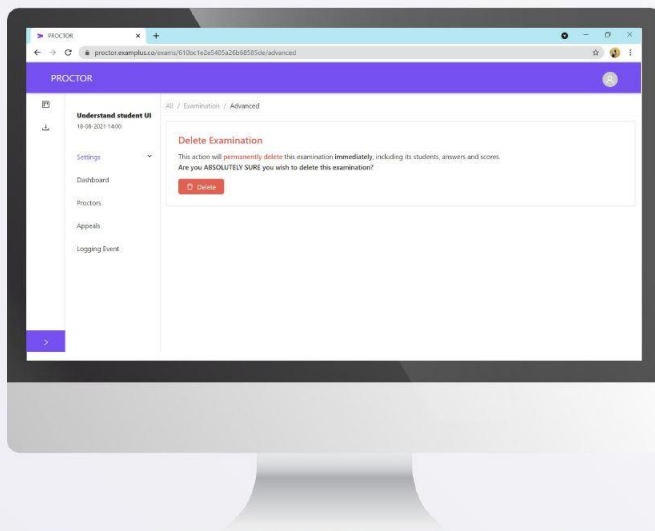 PROCTOR
proctor.examplus.co/exams/610bc1e2e5405a26b68585de/advanced
PROCTOR
Understand student UI
18-08-2021 14:00
Settings
Dashboard
Proctors
Appeals
Logging Event
All / Examination / Advanced
Delete Examination
This action will permanently delete this examination immediately, including its students, answers and scores.
Are you ABSOLUTELY SURE you wish to delete this examination?
Delete